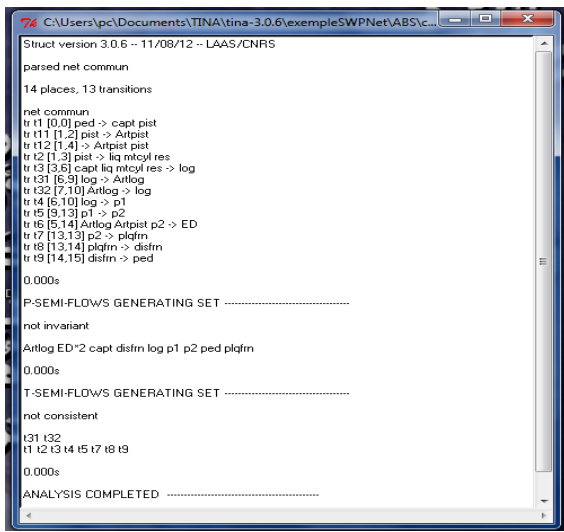 C:\Users\pc\Documents\TINA\tina-3.0.6\exempleSWPNet\ABS\c...
Struct version 3.0.6 -- 11/08/12 -- LAAS/CNRS
parsed net commun
14 places, 13 transitions
net commun
tr t1 [0,0] ped -> capt pist
tr t11 [1,2] pist -> Artpist
tr t12 [1,4] -> Artpist pist
tr t2 [1,3] pist -> liq mtcyl res
tr t3 [3,6] capt liq mtcyl res -> log
tr t31 [6,9] log -> Artlog
tr t32 [7,10] Artlog -> log
tr t4 [6,10] log -> p1
tr t5 [9,13] p1 -> p2
tr t6 [5,14] Artlog Artpist p2 -> ED
tr t7 [13,13] p2 -> plqfrn
tr t8 [13,14] plqfrn -> disfrn
tr t9 [14,15] disfrn -> ped
0.000s
P-SEMI-FLOWS GENERATING SET -------------------------------------
not invariant
Artlog ED*2 capt disfrn log p1 p2 ped plqfrn
0.000s
T-SEMI-FLOWS GENERATING SET -------------------------------------
not consistent
t31 t32
t1 t2 t3 t4 t5 t7 t8 t9
0.000s
ANALYSIS COMPLETED ---------------------------------------------